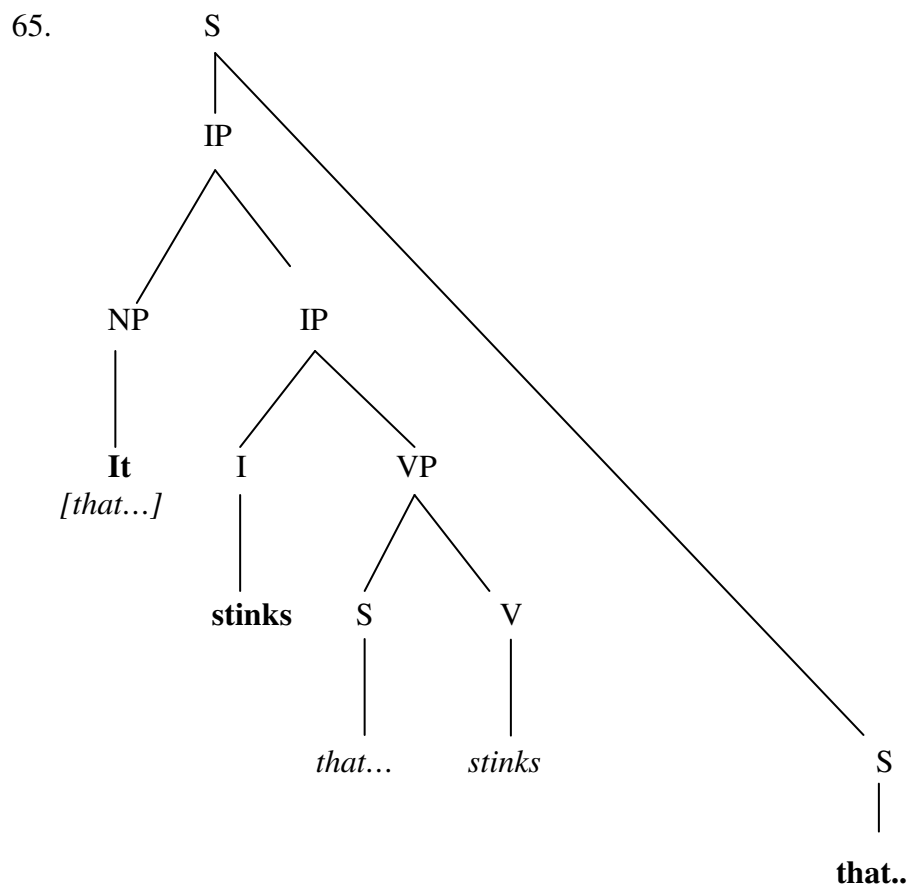 65. S
IP
NP IP
It I VP
[that…]
stinks S V
that… stinks S
that..